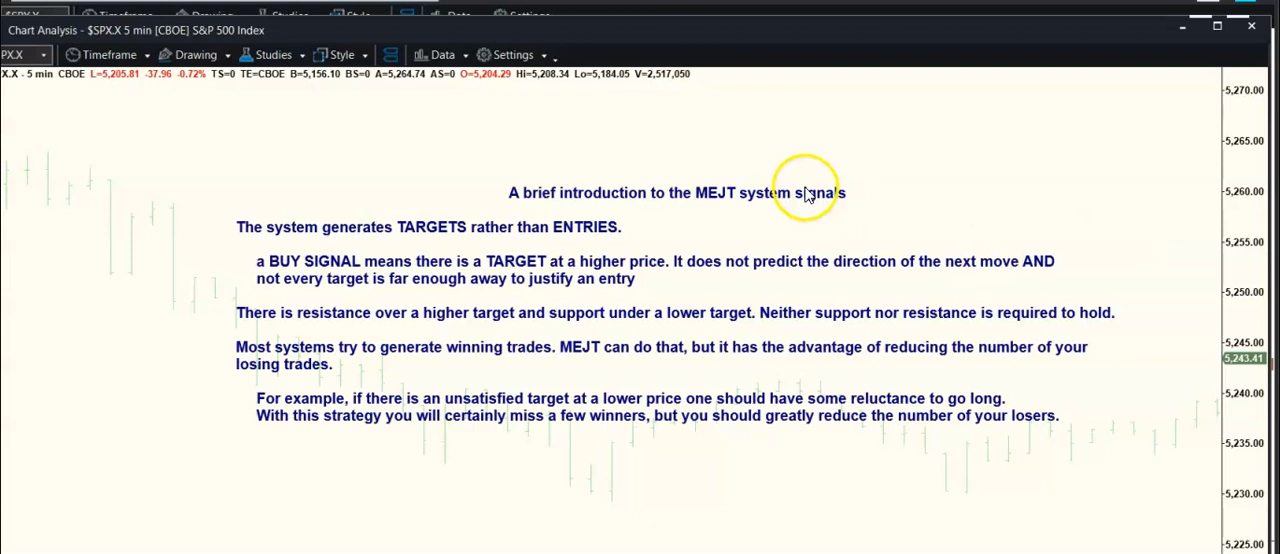 Timeframe Drawing Studies Style Data Settings
Chart Analysis - $SPX.X 5 min [CBOE] S&P 500 Index
PX.X Timeframe Drawing Studies Style Data Settings
X.X - 5 min CBOE L=5,205.81 -37.96 -0.72% TS=0 TE=CBOE B=5,156.10 BS=0 A=5,264.74 AS=0 O=5,204.29 Hi=5,208.34 Lo=5,184.05 V=2,517,050
5,270.00
5,265.00
A brief introduction to the MEJT system signals
5,260.00
The system generates TARGETS rather than ENTRIES.
5,255.00
a BUY SIGNAL means there is a TARGET at a higher price. It does not predict the direction of the next move AND
not every target is far enough away to justify an entry
5,250.00
There is resistance over a higher target and support under a lower target. Neither support nor resistance is required to hold.
5,245.00
Most systems try to generate winning trades. MEJT can do that, but it has the advantage of reducing the number of your
5,243.41
losing trades.
5,240.00
For example, if there is an unsatisfied target at a lower price one should have some reluctance to go long.
With this strategy you will certainly miss a few winners, but you should greatly reduce the number of your losers.
5,235.00
5,230.00
5,225.00